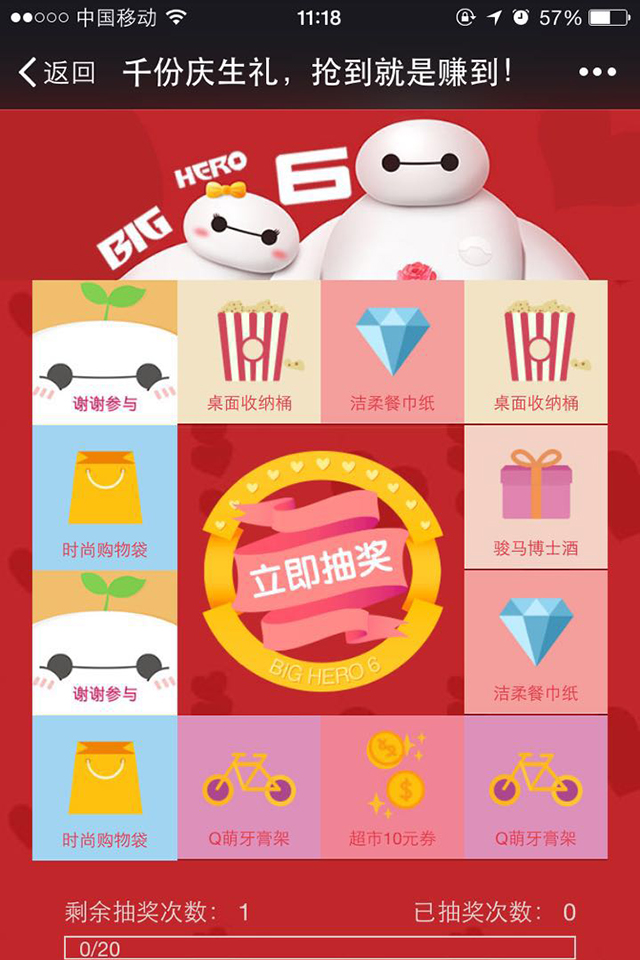 中国移动 11:18 57%
返回 千份庆生礼，抢到就是赚到！
BIG HERO 6
谢谢参与 桌面收纳桶 洁柔餐巾纸 桌面收纳桶
时尚购物袋 骏马博士酒
立即抽奖
BIG HERO 6
谢谢参与 洁柔餐巾纸
时尚购物袋 Q萌牙膏架 超市10元券 Q萌牙膏架
剩余抽奖次数： 1 已抽奖次数： 0
0/20